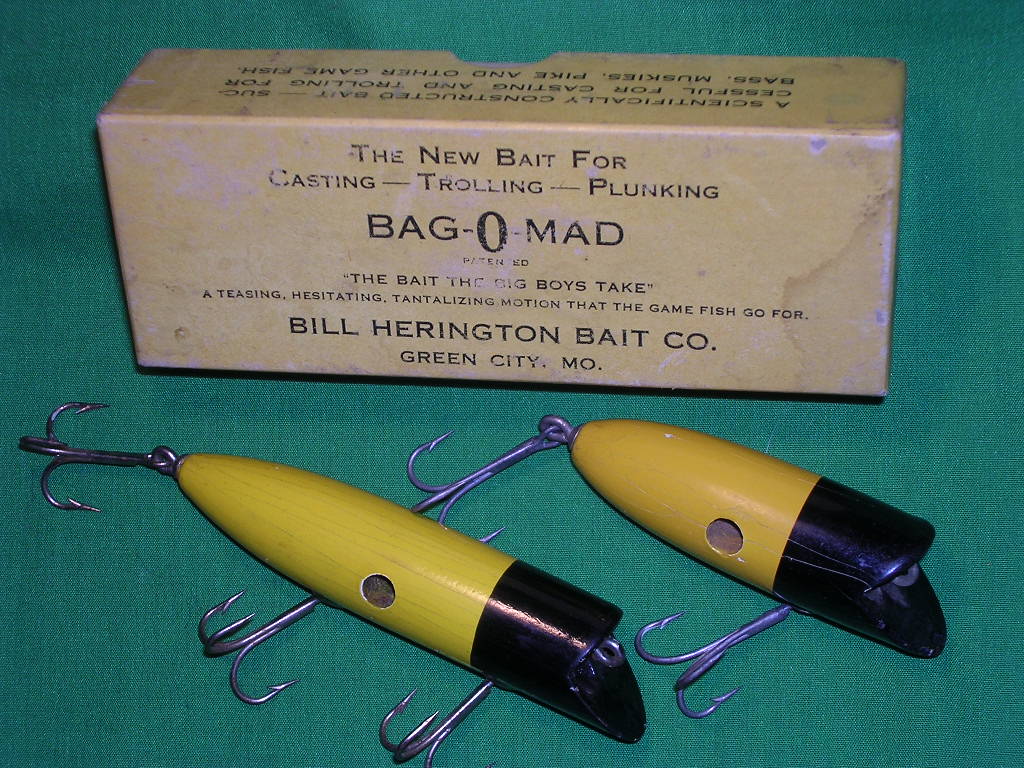 A SCIENTIFICALLY CONSTRUCTED BAIT — SUC-
CESSFUL FOR CASTING AND TROLLING FOR
BASS, MUSKIES, PIKE AND OTHER GAME FISH.
THE NEW BAIT FOR
CASTING — TROLLING — PLUNKING
BAG-O-MAD
PATENTED
"THE BAIT THE BIG BOYS TAKE"
A TEASING, HESITATING, TANTALIZING MOTION THAT THE GAME FISH GO FOR.
BILL HERINGTON BAIT CO.
GREEN CITY, MO.